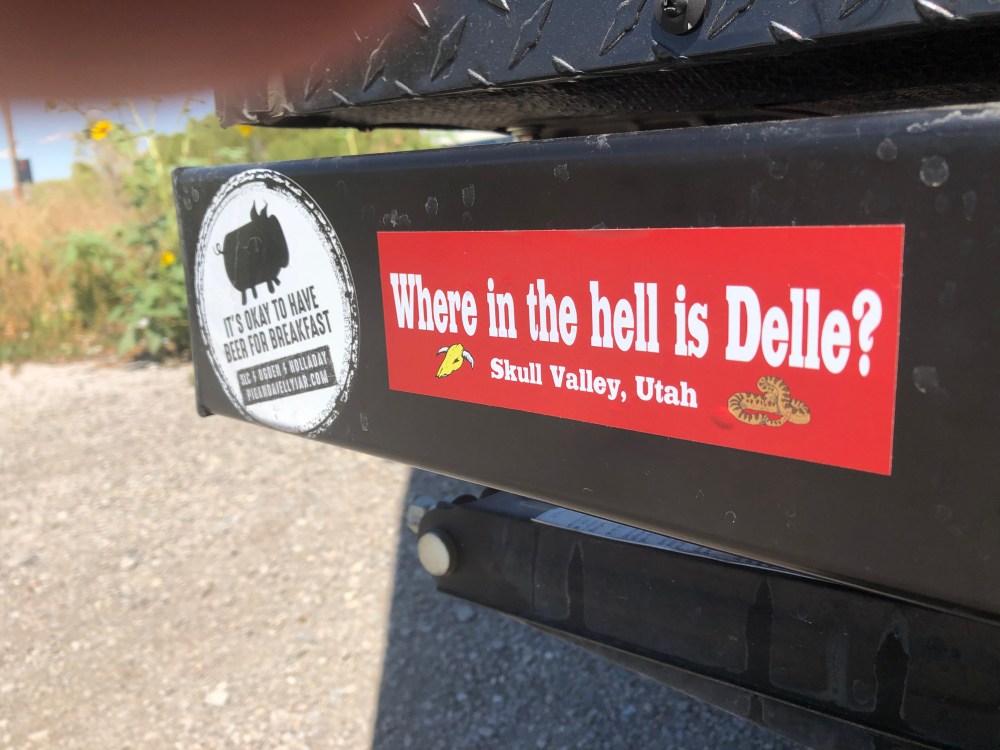 IT'S OKAY TO HAVE
BEER FOR BREAKFAST
SLC / OGDEN / HOLLADAY
PIGANDAJELLYJAR.COM
Where in the hell is Delle?
Skull Valley, Utah